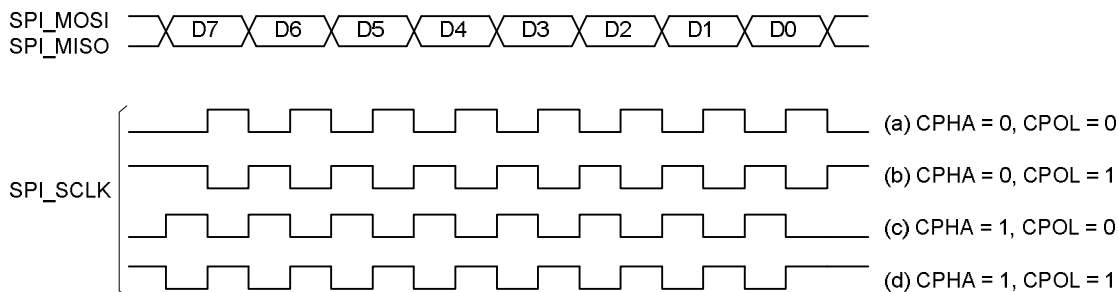 SPI_MOSI
SPI_MISO
D7 D6 D5 D4 D3 D2 D1 D0
(a) CPHA = 0, CPOL = 0
(b) CPHA = 0, CPOL = 1
SPI_SCLK
(c) CPHA = 1, CPOL = 0
(d) CPHA = 1, CPOL = 1